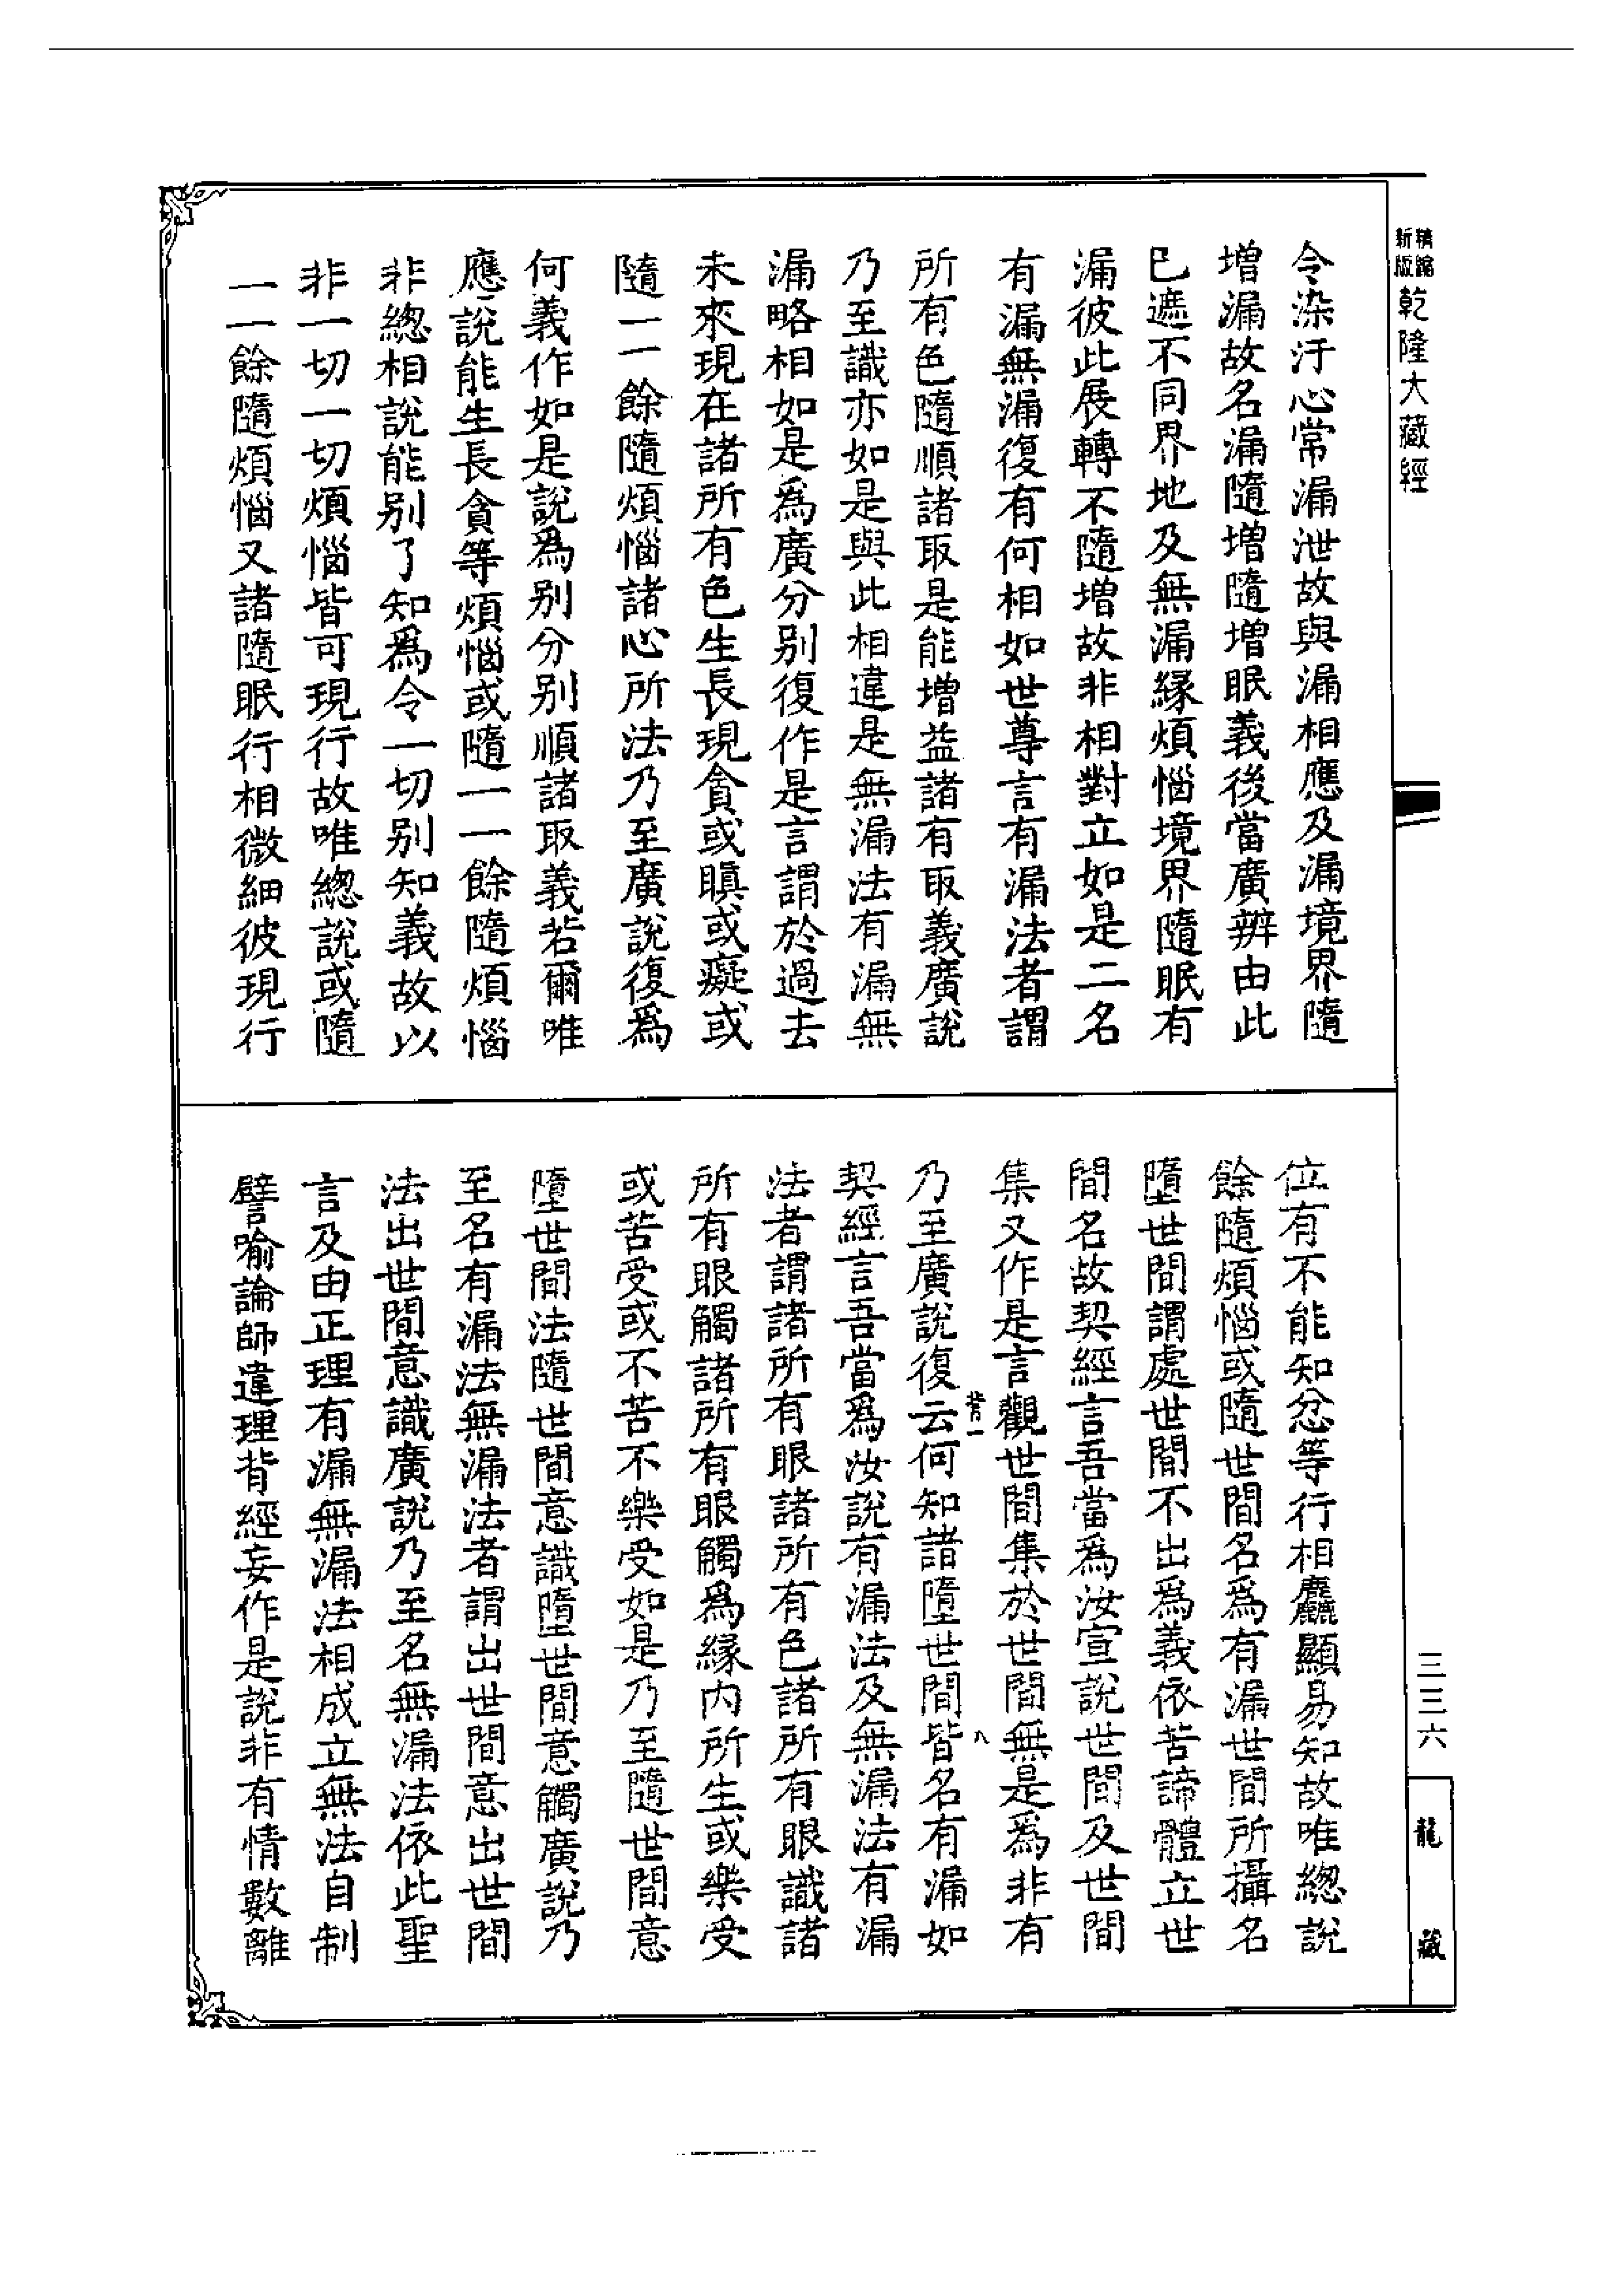 新版精縮
乾隆大藏經
令染汙心常漏泄故與漏相應及漏境界隨
增漏故名漏隨增隨增眠義後當廣辨由此
已遮不同界地及無漏緣煩惱境界隨眠有
漏彼此展轉不隨增故非相對立如是二名
有漏無漏復有何相如世尊言有漏法者謂
所有色隨順諸取是能增益諸有取義廣說
乃至識亦如是與此相違是無漏法有漏無
漏略相如是爲廣分別復作是言謂於過去
未來現在諸所有色生長現貪或瞋或癡或
隨一一餘隨煩惱諸心所法乃至廣說復爲
何義作如是說爲別分別順諸取義若爾唯
應說能生長貪等煩惱或隨一一餘隨煩惱
非總相說能別了知爲令一切別知義故以
非一切一切煩惱皆可現行故唯總說或隨
一一餘隨煩惱又諸隨眠行相微細彼現行
位有不能知忿等行相麤顯易知故唯總說
餘隨煩惱或隨世間名爲有漏世間所攝名
墮世間謂處世間不出爲義依苦諦體立世
間名故契經言吾當爲汝宣說世間及世間
集又作是言觀世間集於世間無是爲非有
背一
八
乃至廣說復云何知諸墮世間皆名有漏如
契經言吾當爲汝說有漏法及無漏法有漏
法者謂諸所有眼諸所有色諸所有眼識諸
所有眼觸諸所有眼觸爲緣內所生或樂受
或苦受或不苦不樂受如是乃至隨世間意
墮世間法隨世間意識墮世間意觸廣說乃
至名有漏法無漏法者謂出世間意出世間
法出世間意識廣說乃至名無漏法依此聖
言及由正理有漏無漏法相成立無法自制
譬喻論師違理背經妄作是說非有情數離
三三六
龍藏